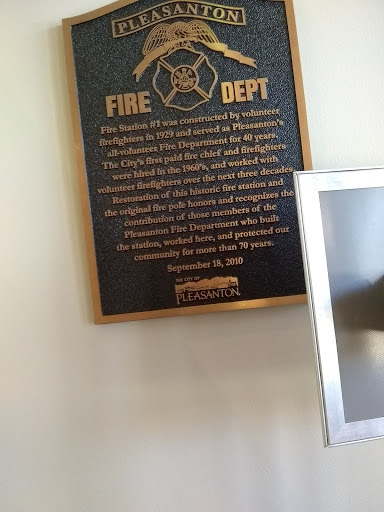 PLEASANTON
FIRE DEPT
Fire Station #1 was constructed by volunteer
firefighters in 1929 and served as Pleasanton's
all-volunteer Fire Department for 40 years.
The City's first paid fire chief and firefighters
were hired in the 1960's, and worked with
volunteer firefighters over the next three decades.
Restoration of this historic fire station and
the original fire pole honors and recognizes the
contribution of those members of the
Pleasanton Fire Department who built
the station, worked here, and protected our
community for more than 70 years.
September 18, 2010
THE CITY OF
PLEASANTON